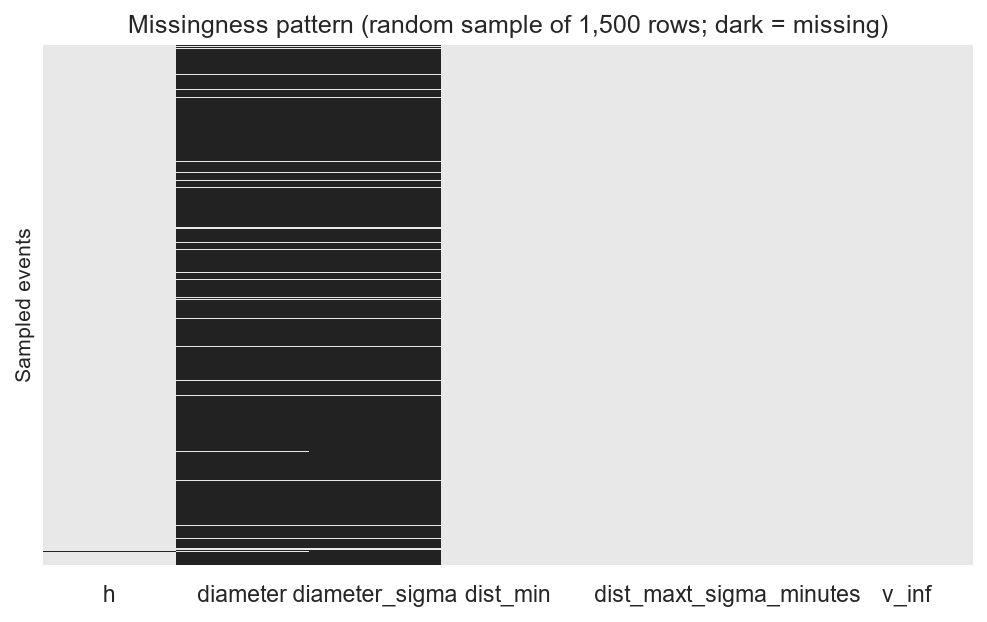 Missingness pattern (random sample of 1,500 rows; dark = missing)
Sampled events
h diameter diameter_sigma dist_min dist_maxt_sigma_minutes v_inf